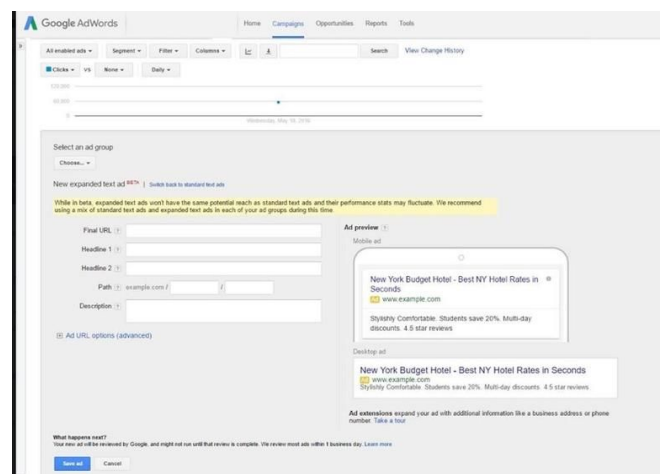 Google AdWords
Home Campaigns Opportunities Reports Tools
All enabled ads Segment Filter Columns Search View Change History
Clicks VS None Daily
120,000
60,000
0
Wednesday, May 18, 2016
Select an ad group
Choose...
New expanded text ad BETA | Switch back to standard text ads
While in beta, expanded text ads won't have the same potential reach as standard text ads and their performance stats may fluctuate. We recommend
using a mix of standard text ads and expanded text ads in each of your ad groups during this time.
Final URL ?
Headline 1 ?
Headline 2 ?
Path ? example.com / /
Description ?
Ad URL options (advanced)
Ad preview ?
Mobile ad
New York Budget Hotel - Best NY Hotel Rates in
Seconds
Ad www.example.com
Stylishly Comfortable. Students save 20%. Multi-day
discounts. 4.5 star reviews
Desktop ad
New York Budget Hotel - Best NY Hotel Rates in Seconds
Ad www.example.com
Stylishly Comfortable. Students save 20%. Multi-day discounts. 4.5 star reviews
Ad extensions expand your ad with additional information like a business address or phone
number. Take a tour
What happens next?
Your new ad will be reviewed by Google, and might not run until that review is complete. We review most ads within 1 business day. Learn more
Save ad Cancel